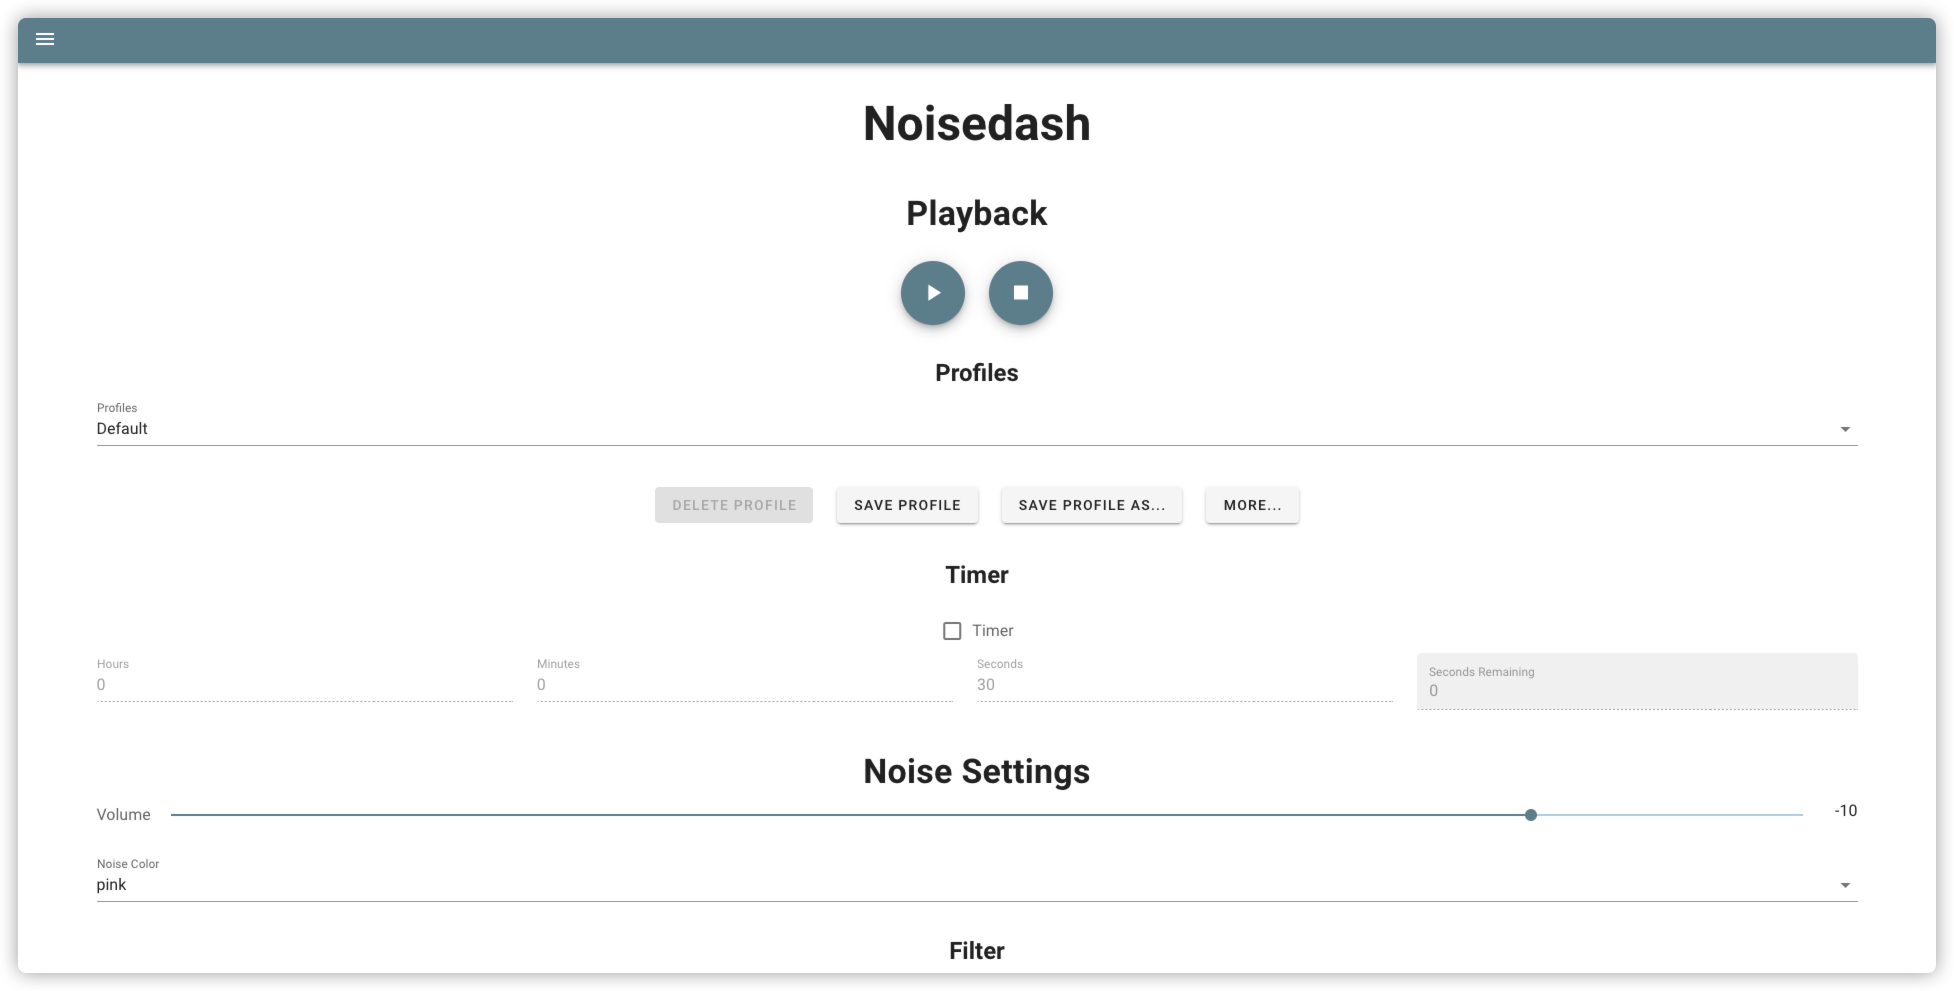 Noisedash
Playback
Profiles
Profiles
Default
DELETE PROFILE SAVE PROFILE SAVE PROFILE AS... MORE...
Timer
Timer
Hours Minutes Seconds Seconds Remaining
0 0 30 0
Noise Settings
Volume -10
Noise Color
pink
Filter